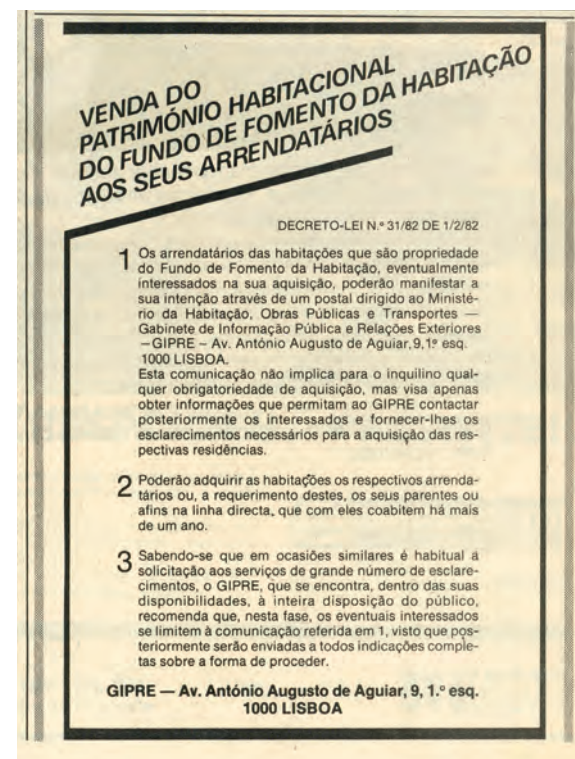 VENDA DO
PATRIMÓNIO HABITACIONAL
DO FUNDO DE FOMENTO DA HABITAÇÃO
AOS SEUS ARRENDATÁRIOS
DECRETO-LEI N.º 31/82 DE 1/2/82
1 Os arrendatários das habitações que são propriedade
do Fundo de Fomento da Habitação, eventualmente
interessados na sua aquisição, poderão manifestar a
sua intenção através de um postal dirigido ao Ministé-
rio da Habitação, Obras Públicas e Transportes —
Gabinete de Informação Pública e Relações Exteriores
– GIPRE – Av. António Augusto de Aguiar, 9, 1.º esq.
1000 LISBOA.
Esta comunicação não implica para o inquilino qual-
quer obrigatoriedade de aquisição, mas visa apenas
obter informações que permitam ao GIPRE contactar
posteriormente os interessados e fornecer-lhes os
esclarecimentos necessários para a aquisição das res-
pectivas residências.
2 Poderão adquirir as habitações os respectivos arrenda-
tários ou, a requerimento destes, os seus parentes ou
afins na linha directa, que com eles coabitem há mais
de um ano.
3 Sabendo-se que em ocasiões similares é habitual a
solicitação aos serviços de grande número de esclare-
cimentos, o GIPRE, que se encontra, dentro das suas
disponibilidades, à inteira disposição do público,
recomenda que, nesta fase, os eventuais interessados
se limitem à comunicação referida em 1, visto que pos-
teriormente serão enviadas a todos indicações comple-
tas sobre a forma de proceder.
GIPRE — Av. António Augusto de Aguiar, 9, 1.º esq.
1000 LISBOA